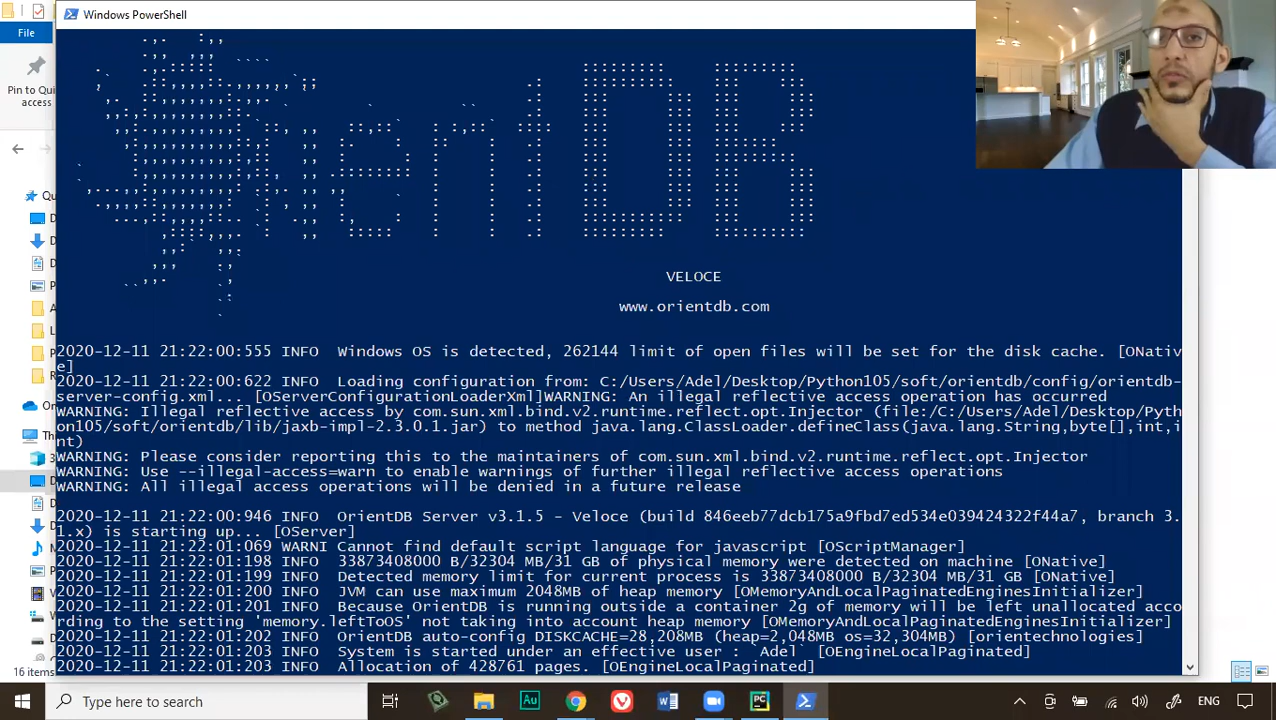 Windows PowerShell
File
Pin to Quic
access
VELOCE
www.orientdb.com
2020-12-11 21:22:00:555 INFO  Windows OS is detected, 262144 limit of open files will be set for the disk cache. [ONativ
e]
2020-12-11 21:22:00:622 INFO  Loading configuration from: C:/Users/Adel/Desktop/Python105/soft/orientdb/config/orientdb-
server-config.xml... [OServerConfigurationLoaderXml]WARNING: An illegal reflective access operation has occurred
WARNING: Illegal reflective access by com.sun.xml.bind.v2.runtime.reflect.opt.Injector (file:/C:/Users/Adel/Desktop/Pyth
on105/soft/orientdb/lib/jaxb-impl-2.3.0.1.jar) to method java.lang.ClassLoader.defineClass(java.lang.String,byte[],int,i
nt)
WARNING: Please consider reporting this to the maintainers of com.sun.xml.bind.v2.runtime.reflect.opt.Injector
WARNING: Use --illegal-access=warn to enable warnings of further illegal reflective access operations
WARNING: All illegal access operations will be denied in a future release
2020-12-11 21:22:00:946 INFO  OrientDB Server v3.1.5 - Veloce (build 846eeb77dcb175a9fbd7ed534e039424322f44a7, branch 3.
1.x) is starting up... [OServer]
2020-12-11 21:22:01:069 WARNI Cannot find default script language for javascript [OScriptManager]
2020-12-11 21:22:01:198 INFO  33873408000 B/32304 MB/31 GB of physical memory were detected on machine [ONative]
2020-12-11 21:22:01:199 INFO  Detected memory limit for current process is 33873408000 B/32304 MB/31 GB [ONative]
2020-12-11 21:22:01:200 INFO  JVM can use maximum 2048MB of heap memory [OMemoryAndLocalPaginatedEnginesInitializer]
2020-12-11 21:22:01:201 INFO  Because OrientDB is running outside a container 2g of memory will be left unallocated acco
rding to the setting 'memory.leftToOS' not taking into account heap memory [OMemoryAndLocalPaginatedEnginesInitializer]
2020-12-11 21:22:01:202 INFO  OrientDB auto-config DISKCACHE=28,208MB (heap=2,048MB os=32,304MB) [orientechnologies]
2020-12-11 21:22:01:203 INFO  System is started under an effective user : `Adel` [OEngineLocalPaginated]
2020-12-11 21:22:01:203 INFO  Allocation of 428761 pages. [OEngineLocalPaginated]
16 items
Type here to search
Au
PC
ENG